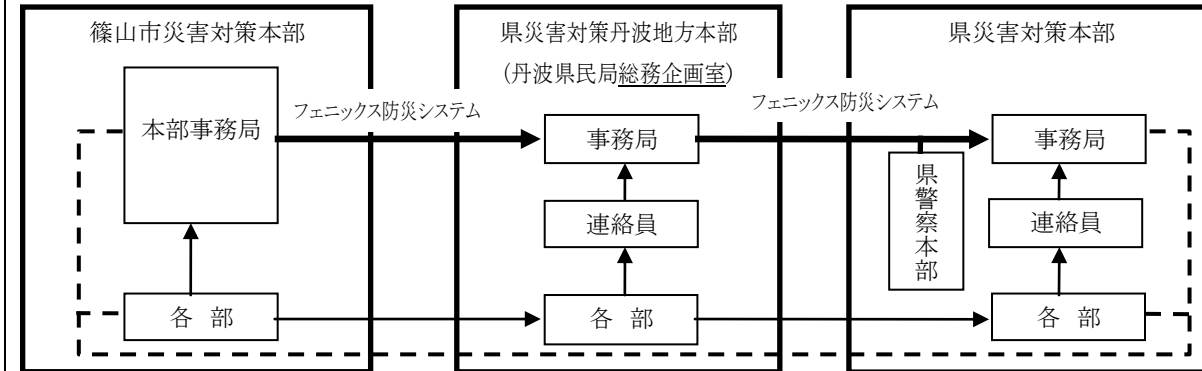 篠山市災害対策本部
本部事務局
各 部
フェニックス防災システム
県災害対策丹波地方本部
(丹波県民局総務企画室)
事務局
連絡員
各 部
フェニックス防災システム
県警察本部
県災害対策本部
事務局
連絡員
各 部